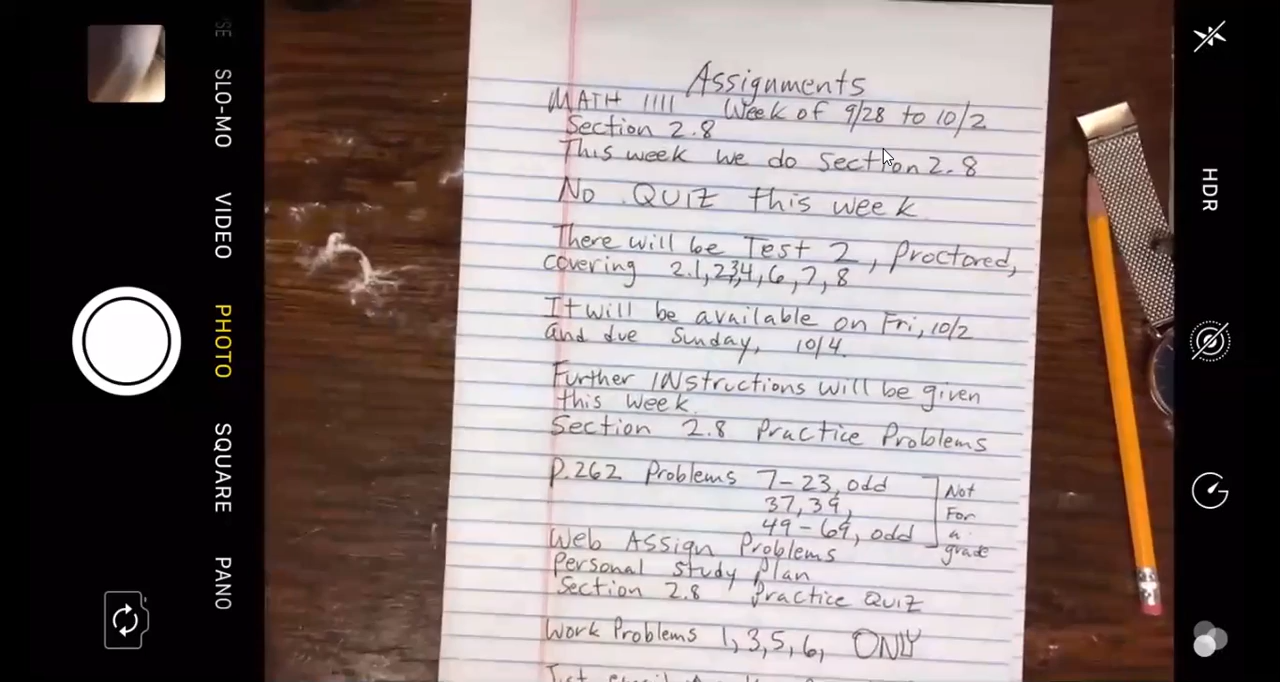 Assignments
MATH 1111 Week of 9/28 to 10/2
Section 2.8
This week we do Section 2.8
No QUIZ this week
There will be Test 2, Proctored,
covering 2.1, 2,3,4, 6, 7, 8
It will be available on Fri, 10/2
and due Sunday, 10/4.
Further INstructions will be given
this week.
Section 2.8 Practice Problems
P.262 Problems 7-23, odd
37, 39,
49-69, odd
Not
For
a
grade
Web Assign Problems
Personal Study Plan
Section 2.8 Practice Quiz
Work Problems 1, 3, 5, 6, ONLY
SE
SLO-MO
VIDEO
PHOTO
SQUARE
PANO
HDR